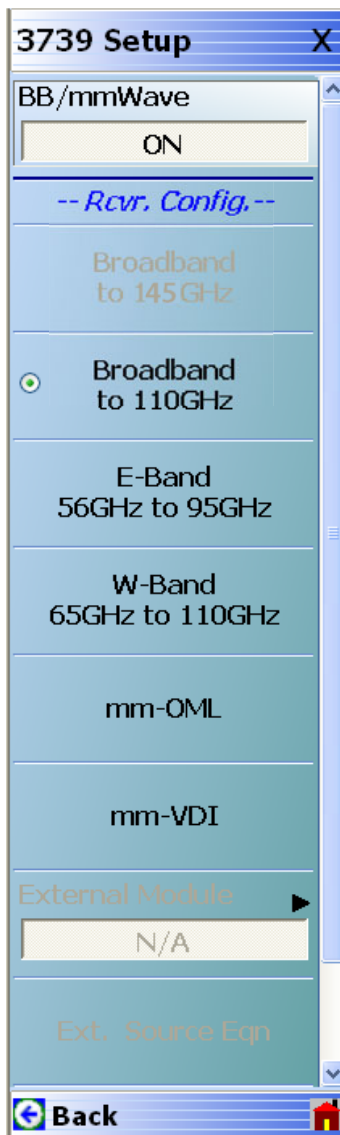 3739 Setup X
BB/mmWave
ON
-- Rcvr. Config.--
Broadband
to 145GHz
Broadband
to 110GHz
E-Band
56GHz to 95GHz
W-Band
65GHz to 110GHz
mm-OML
mm-VDI
External Module
N/A
Ext. Source Eqn
Back